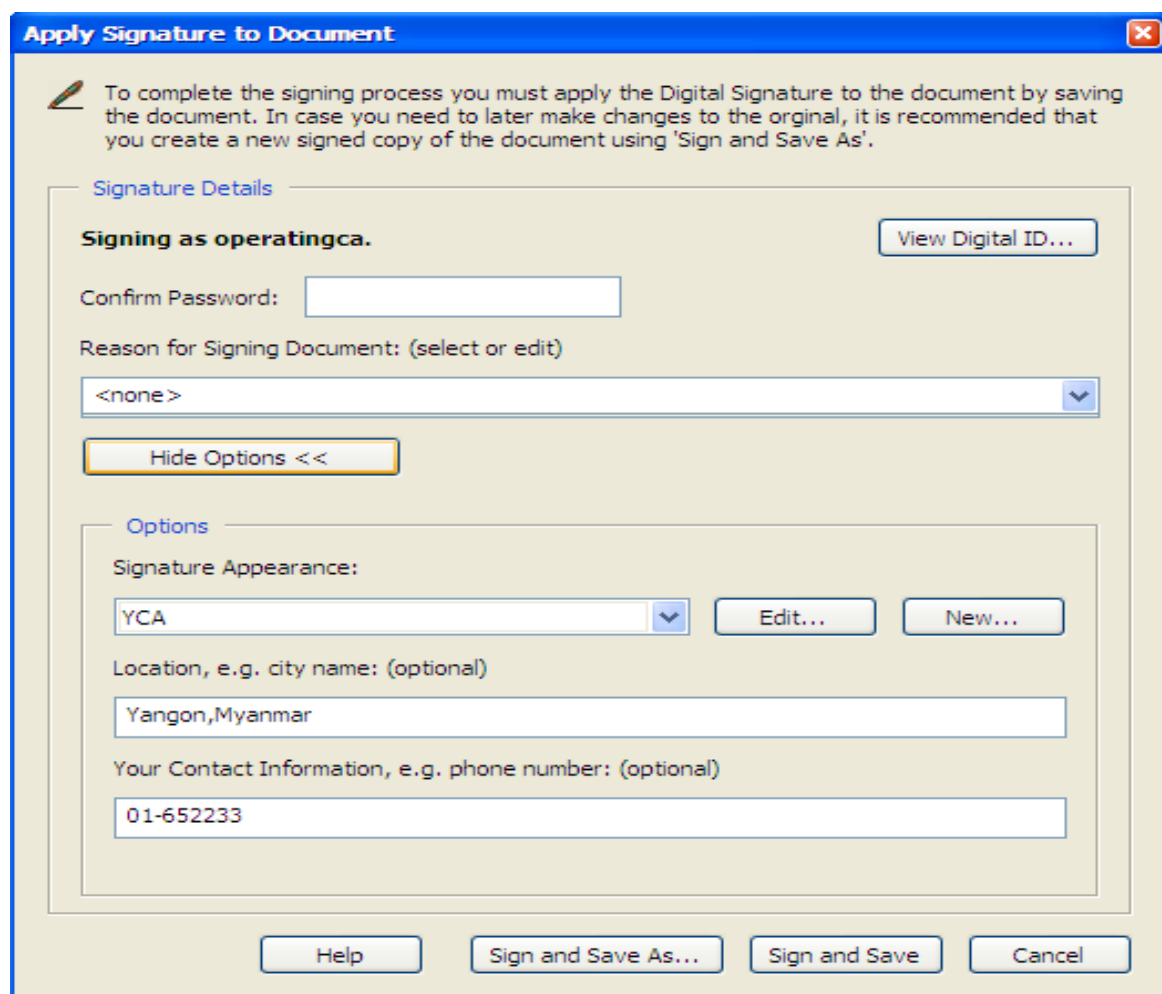 Apply Signature to Document
To complete the signing process you must apply the Digital Signature to the document by saving
the document. In case you need to later make changes to the orginal, it is recommended that
you create a new signed copy of the document using 'Sign and Save As'.
Signature Details
Signing as operatingca.
View Digital ID...
Confirm Password:
Reason for Signing Document: (select or edit)
<none>
Hide Options <<
Options
Signature Appearance:
YCA
Edit...
New...
Location, e.g. city name: (optional)
Yangon,Myanmar
Your Contact Information, e.g. phone number: (optional)
01-652233
Help
Sign and Save As...
Sign and Save
Cancel